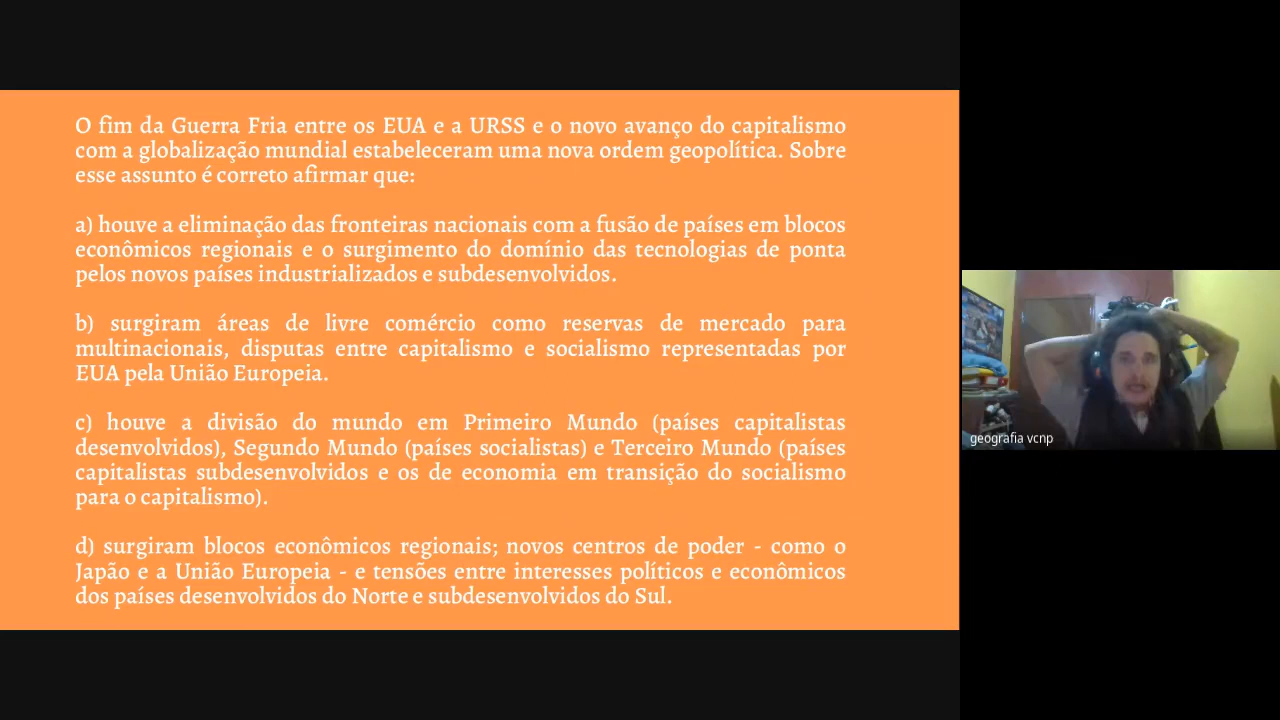 O fim da Guerra Fria entre os EUA e a URSS e o novo avanço do capitalismo
com a globalização mundial estabeleceram uma nova ordem geopolítica. Sobre
esse assunto é correto afirmar que:
a) houve a eliminação das fronteiras nacionais com a fusão de países em blocos
econômicos regionais e o surgimento do domínio das tecnologias de ponta
pelos novos países industrializados e subdesenvolvidos.
b) surgiram áreas de livre comércio como reservas de mercado para
multinacionais, disputas entre capitalismo e socialismo representadas por
EUA pela União Europeia.
c) houve a divisão do mundo em Primeiro Mundo (países capitalistas
desenvolvidos), Segundo Mundo (países socialistas) e Terceiro Mundo (países
capitalistas subdesenvolvidos e os de economia em transição do socialismo
para o capitalismo).
d) surgiram blocos econômicos regionais; novos centros de poder - como o
Japão e a União Europeia - e tensões entre interesses políticos e econômicos
dos países desenvolvidos do Norte e subdesenvolvidos do Sul.
geografia vcnp